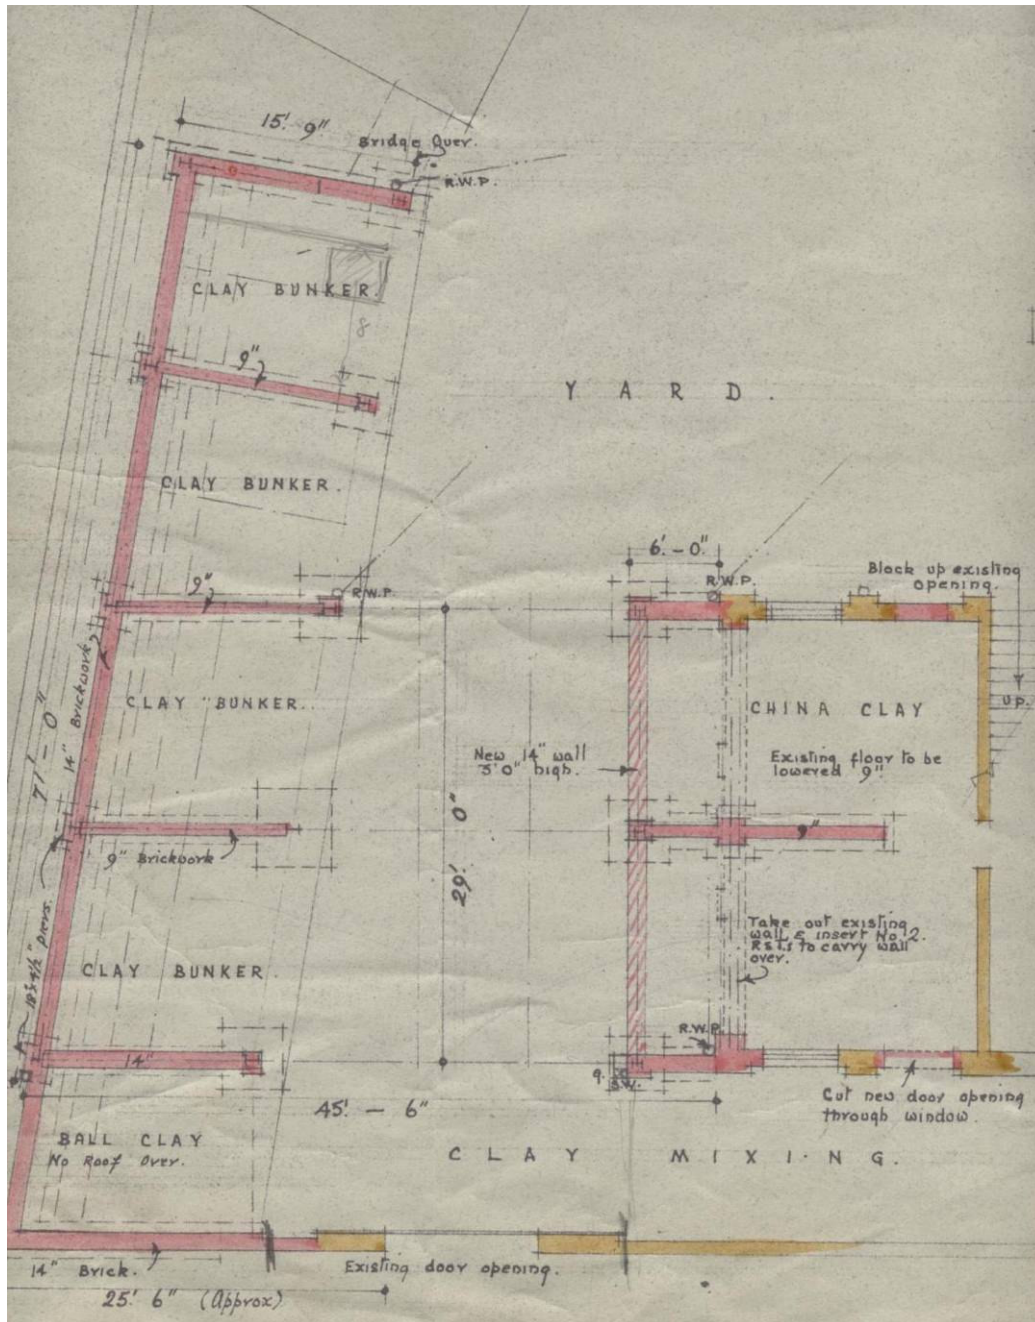 15'. 9"
Bridge Over.
R.W.P.
CLAY BUNKER.
8
9"
YARD.
CLAY BUNKER.
9"
R.W.P.
6'. - 0"
R.W.P.
Block up existing
opening.
14" Brickwork
77' - 0"
CLAY BUNKER.
CHINA CLAY
UP.
New 14" wall
3'0" high.
Existing floor to be
lowered 9"
9" Brickwork
29' 0"
9"
piers.
Take out existing
wall & insert No 2.
R.S.J.s to carry wall
over.
CLAY BUNKER.
14"
R.W.P.
45'. - 6"
Cut new door opening
through window.
BALL CLAY
No Roof Over.
CLAY MIXING.
14" Brick.
Existing door opening.
25'. 6" (Approx)